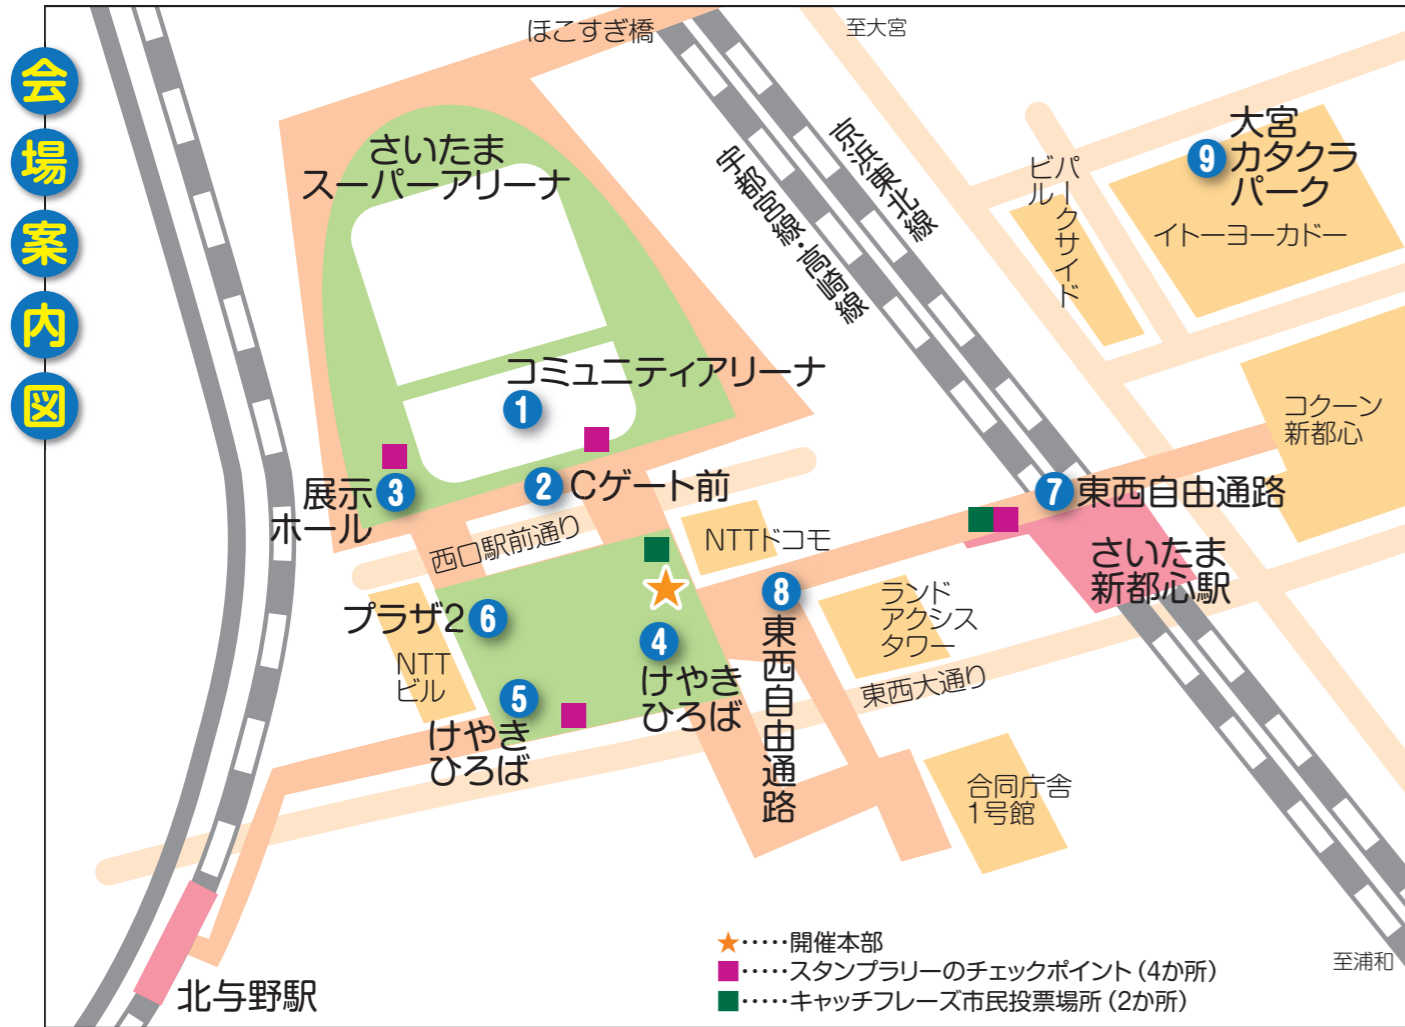 会場案内図
ほこすぎ橋
至大宮
さいたま
スーパーアリーナ
宇都宮線・高崎線
京浜東北線
パークサイド
ビル
9
大宮
カタクラ
パーク
イトーヨーカドー
コミュニティアリーナ
1
コクーン
新都心
展示
ホール
3
2
Cゲート前
7
東西自由通路
西口駅前通り
NTTドコモ
さいたま
新都心駅
プラザ2
6
8
東西自由通路
ランド
アクシス
タワー
4
けやき
ひろば
NTT
ビル
5
けやき
ひろば
東西大通り
合同庁舎
1号館
北与野駅
至浦和
★・・・・・開催本部
■・・・・・スタンプラリーのチェックポイント(4か所)
■・・・・・キャッチフレーズ市民投票場所(2か所)